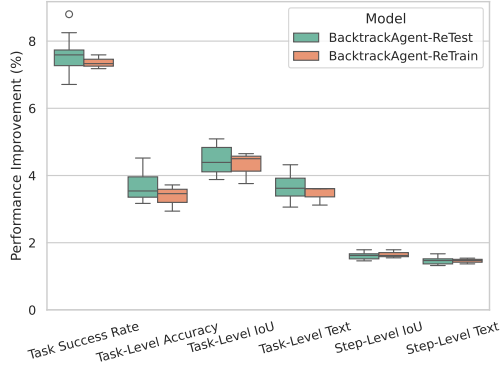 Model
BacktrackAgent-ReTest
BacktrackAgent-ReTrain
Performance Improvement (%)
8
6
4
2
0
Task Success Rate
Task-Level Accuracy
Task-Level IoU
Task-Level Text
Step-Level IoU
Step-Level Text